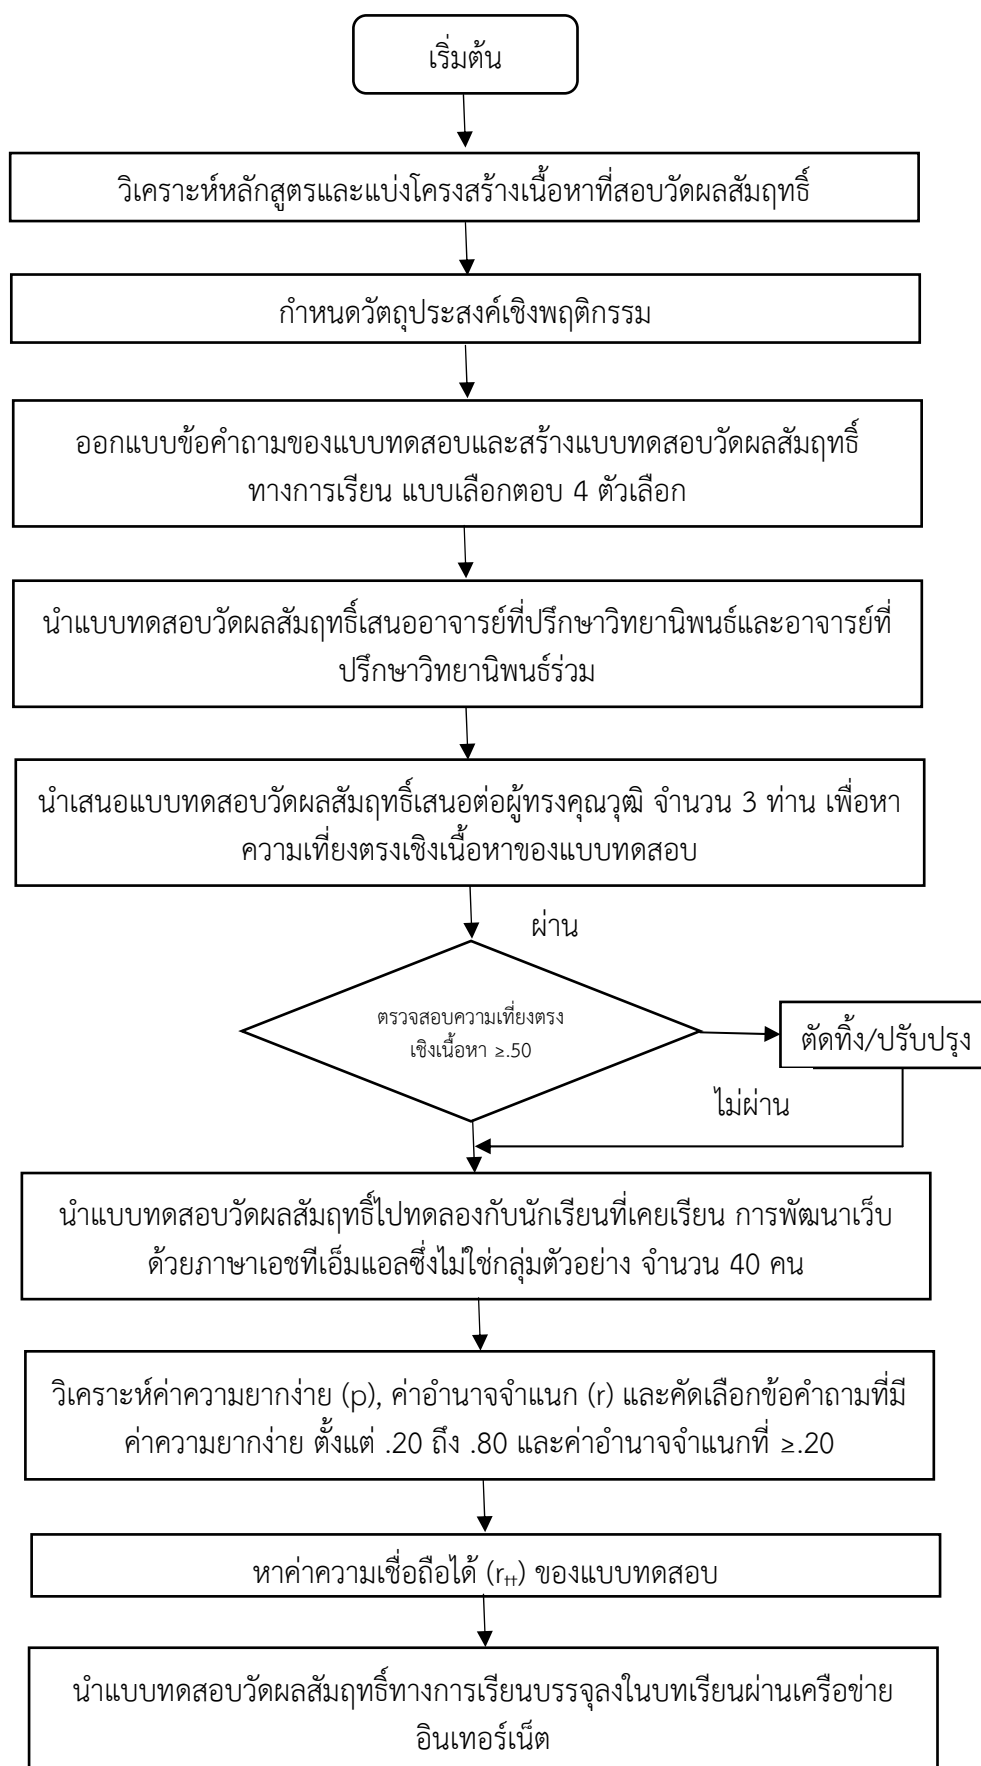 เริ่มต้น
วิเคราะห์หลักสูตรและแบ่งโครงสร้างเนื้อหาที่สอบวัดผลสัมฤทธิ์
กำหนดวัตถุประสงค์เชิงพฤติกรรม
ออกแบบข้อคำถามของแบบทดสอบและสร้างแบบทดสอบวัดผลสัมฤทธิ์
ทางการเรียน แบบเลือกตอบ 4 ตัวเลือก
นำแบบทดสอบวัดผลสัมฤทธิ์เสนออาจารย์ที่ปรึกษาวิทยานิพนธ์และอาจารย์ที่
ปรึกษาวิทยานิพนธ์ร่วม
นำเสนอแบบทดสอบวัดผลสัมฤทธิ์เสนอต่อผู้ทรงคุณวุฒิ จำนวน 3 ท่าน เพื่อหา
ความเที่ยงตรงเชิงเนื้อหาของแบบทดสอบ
ผ่าน
ตรวจสอบความเที่ยงตรง
เชิงเนื้อหา ≥.50
ตัดทิ้ง/ปรับปรุง
ไม่ผ่าน
นำแบบทดสอบวัดผลสัมฤทธิ์ไปทดลองกับนักเรียนที่เคยเรียน การพัฒนาเว็บ
ด้วยภาษาเอชทีเอ็มแอลซึ่งไม่ใช่กลุ่มตัวอย่าง จำนวน 40 คน
วิเคราะห์ค่าความยากง่าย (p), ค่าอำนาจจำแนก (r) และคัดเลือกข้อคำถามที่มี
ค่าความยากง่าย ตั้งแต่ .20 ถึง .80 และค่าอำนาจจำแนกที่ ≥.20
หาค่าความเชื่อถือได้ (rₜₜ) ของแบบทดสอบ
นำแบบทดสอบวัดผลสัมฤทธิ์ทางการเรียนบรรจุลงในบทเรียนผ่านเครือข่าย
อินเทอร์เน็ต